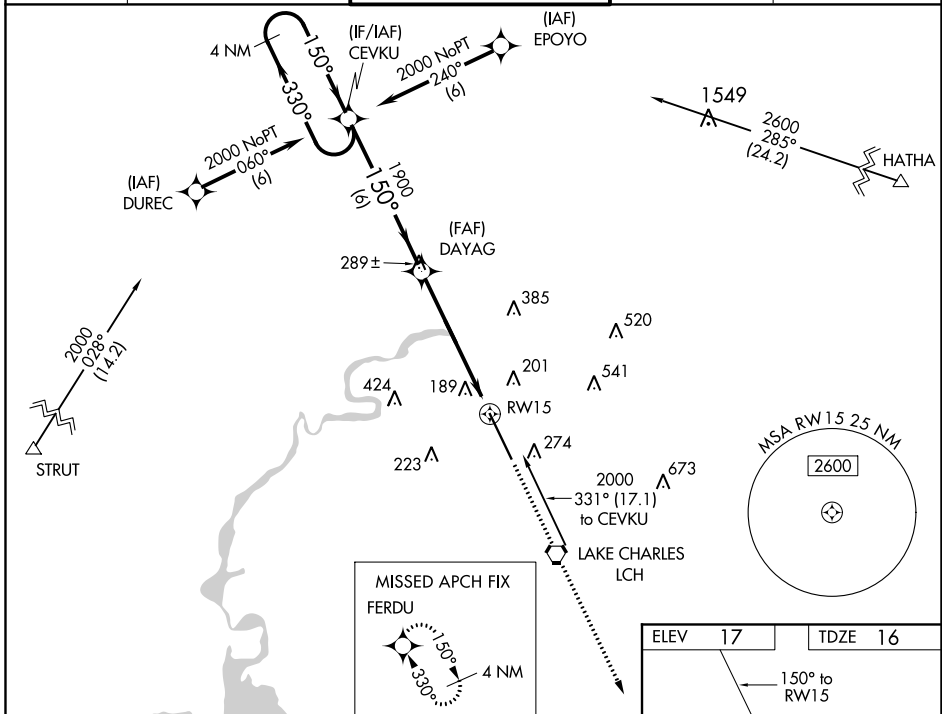 (IAF)
EPOYO
(IF/IAF)
CEVKU
4 NM
150°
330°
2000 NoPT
240°
(6)
1549
2600
285°
(24.2)
HATHA
2000 NoPT
060°
(6)
(IAF)
DUREC
1900
150°
(6)
(FAF)
DAYAG
289±
385
520
2000
028°
(14.2)
STRUT
424
189
201
541
RW15
223
274
673
2000
331° (17.1)
to CEVKU
MSA RW15 25 NM
2600
LAKE CHARLES
LCH
MISSED APCH FIX
FERDU
150°
330°
4 NM
ELEV 17
TDZE 16
150° to
RW15